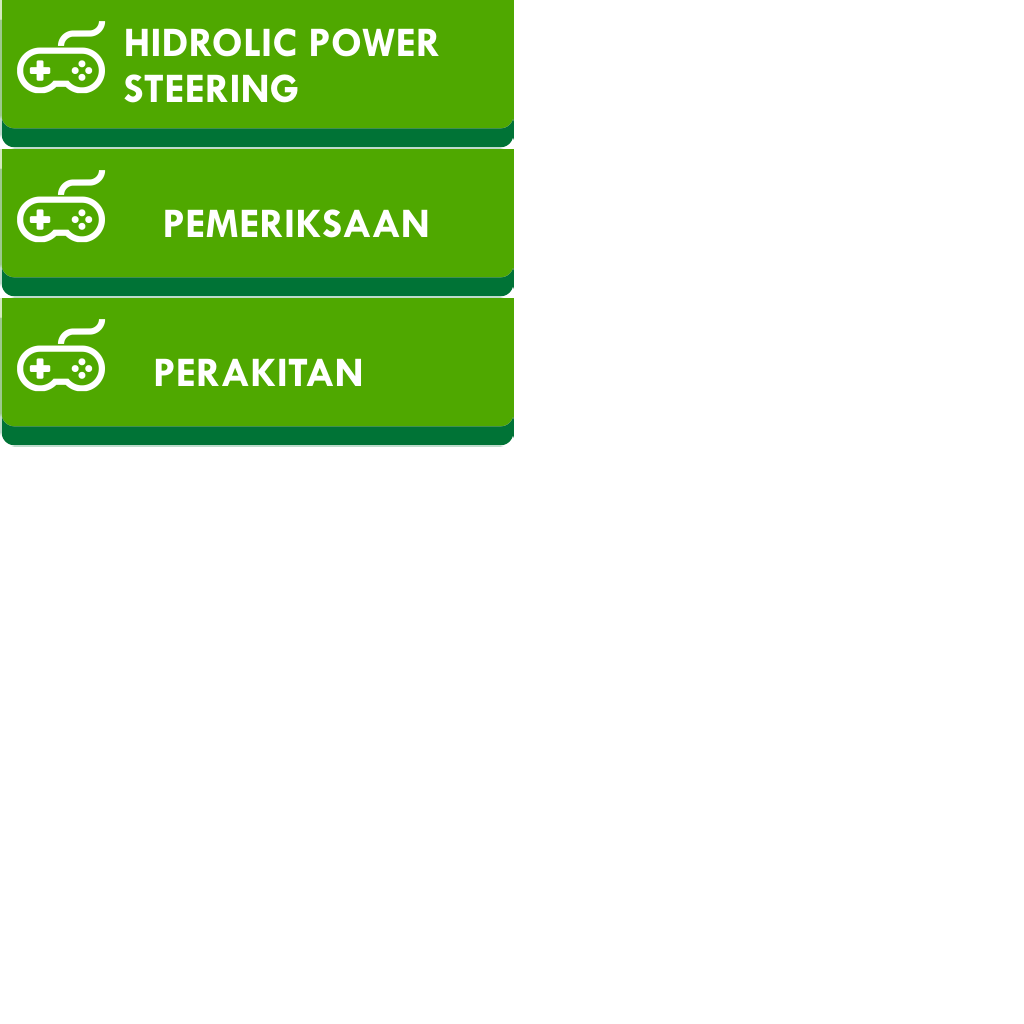 HIDROLIC POWER
STEERING
PEMERIKSAAN
PERAKITAN